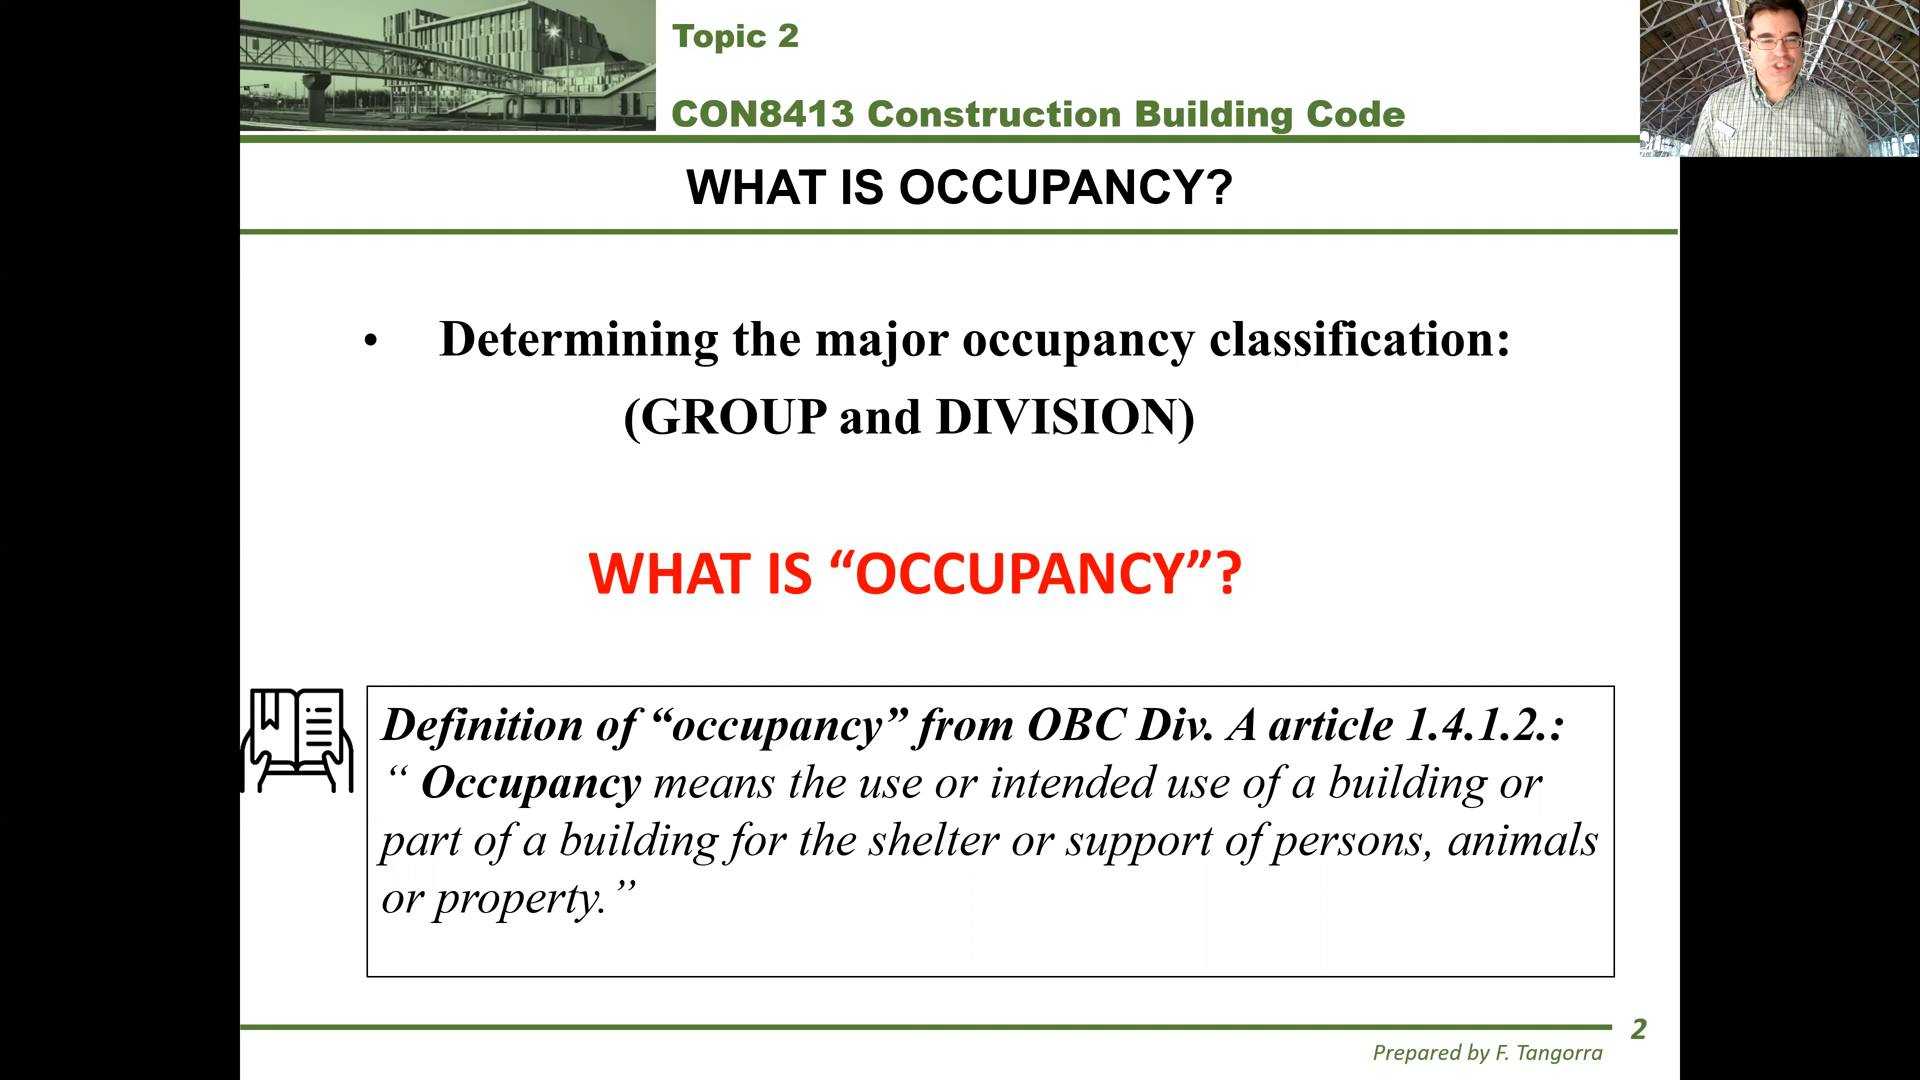 Topic 2
CON8413 Construction Building Code
WHAT IS OCCUPANCY?
• Determining the major occupancy classification:
(GROUP and DIVISION)
WHAT IS “OCCUPANCY”?
Definition of “occupancy” from OBC Div. A article 1.4.1.2.:
“ Occupancy means the use or intended use of a building or
part of a building for the shelter or support of persons, animals
or property.”
2
Prepared by F. Tangorra